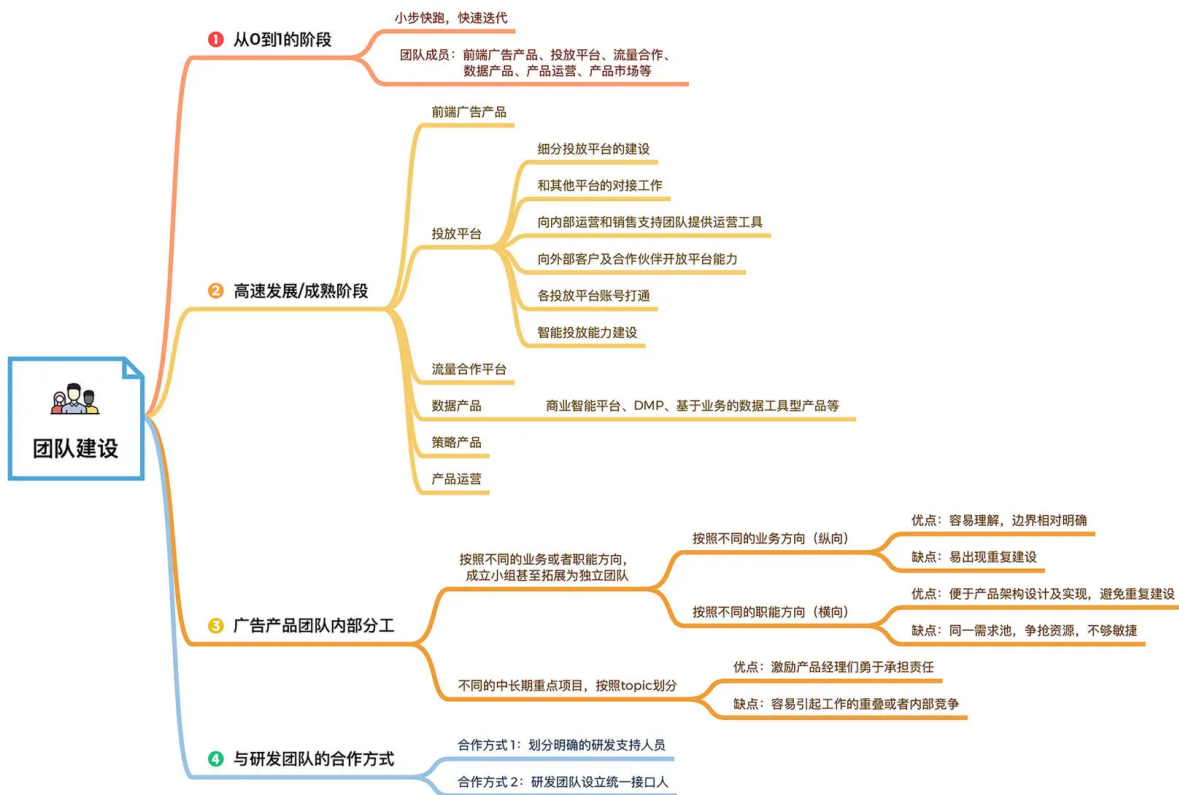 团队建设
1 从0到1的阶段
小步快跑，快速迭代
团队成员：前端广告产品、投放平台、流量合作、
数据产品、产品运营、产品市场等
2 高速发展/成熟阶段
前端广告产品
投放平台
细分投放平台的建设
和其他平台的对接工作
向内部运营和销售支持团队提供运营工具
向外部客户及合作伙伴开放平台能力
各投放平台账号打通
智能投放能力建设
流量合作平台
数据产品
商业智能平台、DMP、基于业务的数据工具型产品等
策略产品
产品运营
3 广告产品团队内部分工
按照不同的业务或者职能方向，
成立小组甚至拓展为独立团队
按照不同的业务方向（纵向）
优点：容易理解，边界相对明确
缺点：易出现重复建设
按照不同的职能方向（横向）
优点：便于产品架构设计及实现，避免重复建设
缺点：同一需求池，争抢资源，不够敏捷
不同的中长期重点项目，按照topic划分
优点：激励产品经理们勇于承担责任
缺点：容易引起工作的重叠或者内部竞争
4 与研发团队的合作方式
合作方式 1：划分明确的研发支持人员
合作方式 2：研发团队设立统一接口人